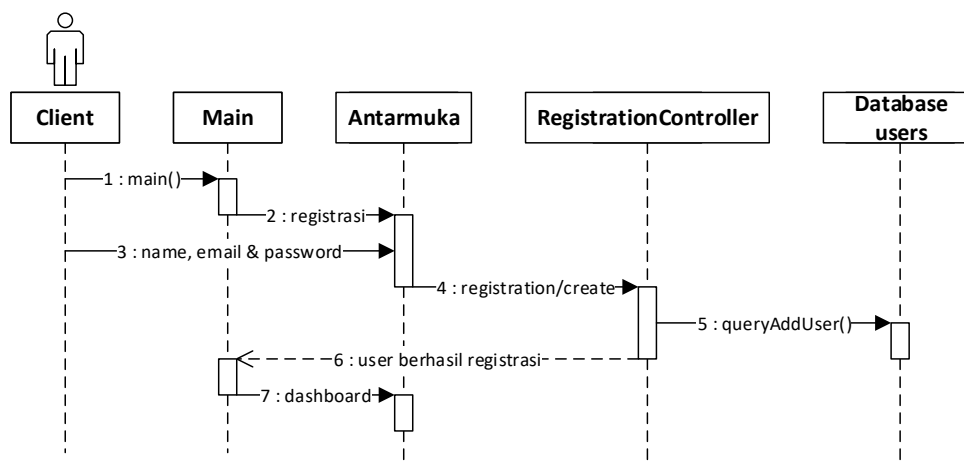 Client
Main
Antarmuka
RegistrationController
Database
users
1 : main()
2 : registrasi
3 : name, email & password
4 : registration/create
5 : queryAddUser()
6 : user berhasil registrasi
7 : dashboard